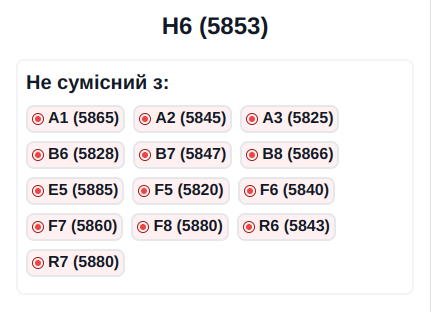 H6 (5853)
Не сумісний з:
A1 (5865) A2 (5845) A3 (5825)
B6 (5828) B7 (5847) B8 (5866)
E5 (5885) F5 (5820) F6 (5840)
F7 (5860) F8 (5880) R6 (5843)
R7 (5880)